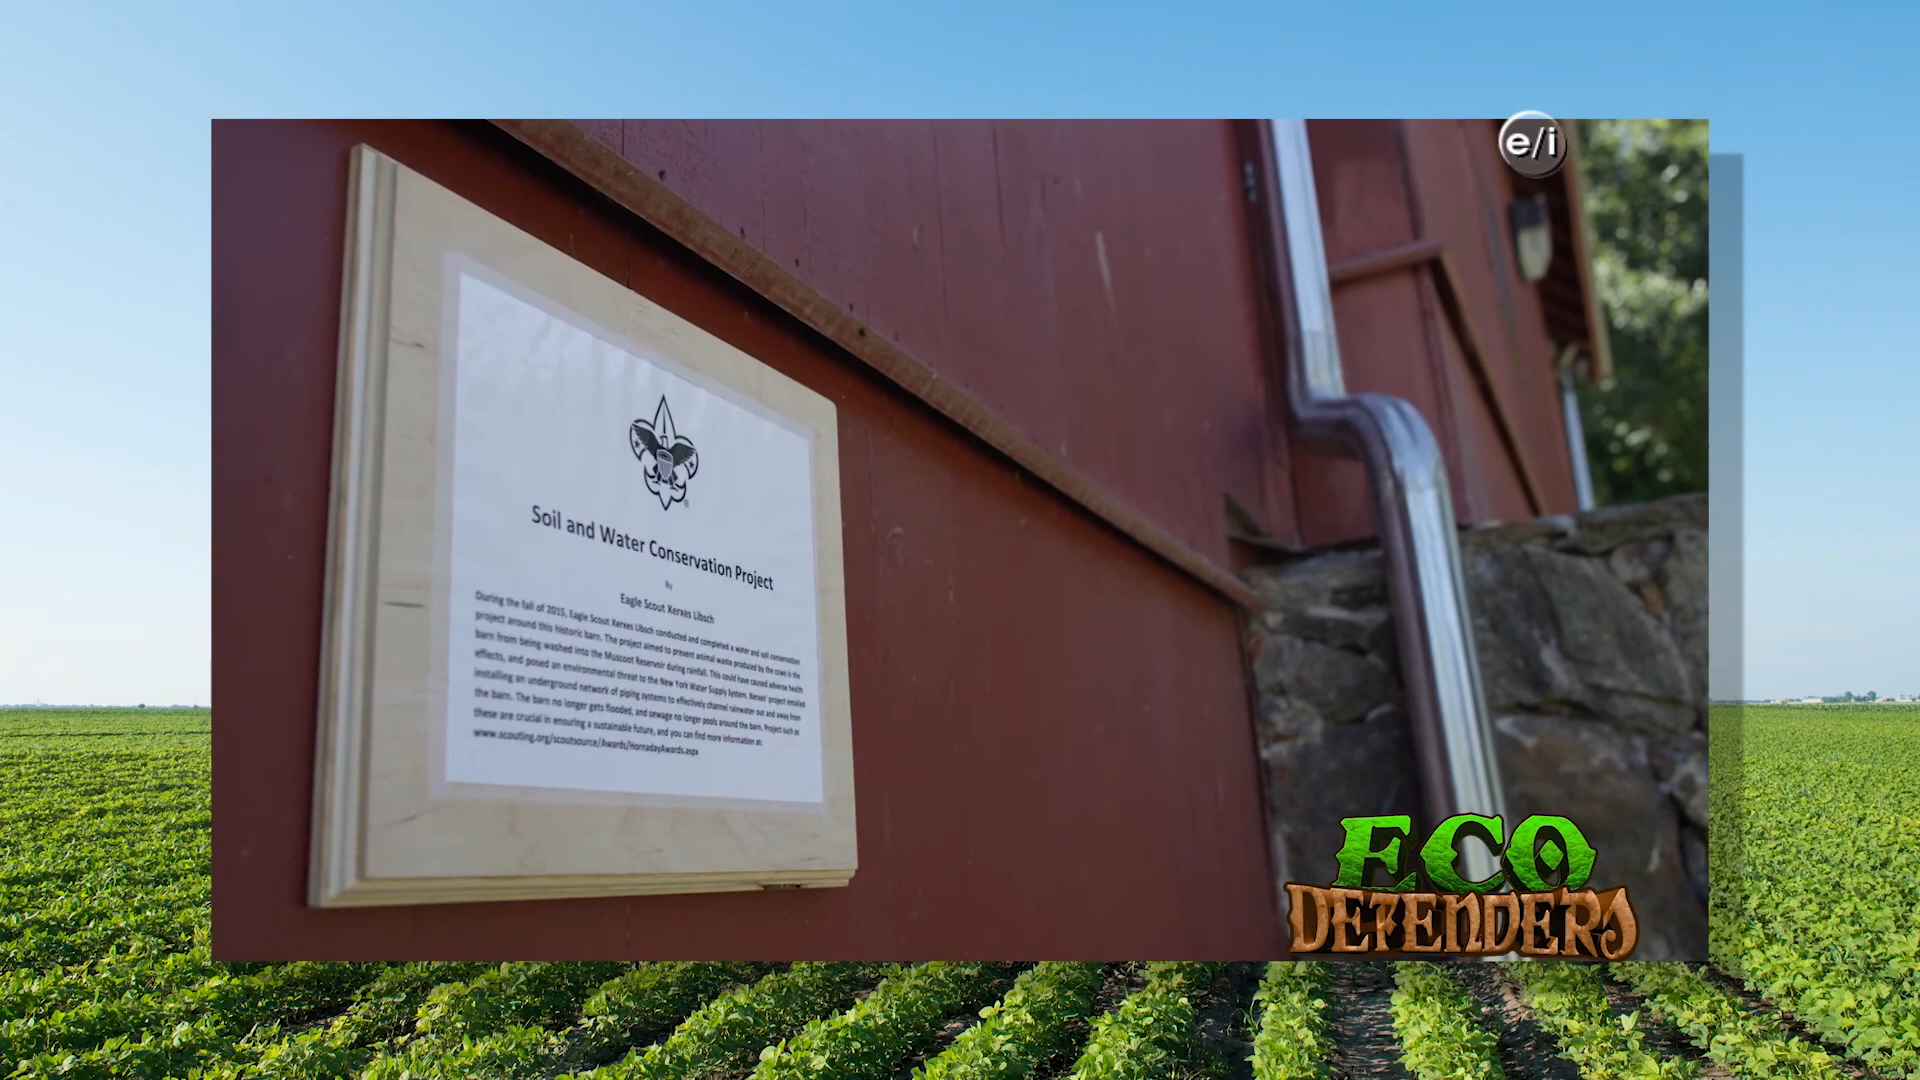 e/i
Soil and Water Conservation Project
By
Eagle Scout Xerxes Libsch
During the fall of 2015, Eagle Scout Xerxes Libsch conducted and completed a water and soil conservation
project around this historic barn. The project aimed to prevent animal waste produced by the cows in the
barn from being washed into the Muscoot Reservoir during rainfall. This could have caused adverse health
effects, and posed an environmental threat to the New York Water Supply System. Xerxes' project entailed
installing an underground network of piping systems to effectively channel rainwater out and away from
the barn. The barn no longer gets flooded, and sewage no longer pools around the barn. Project such as
these are crucial in ensuring a sustainable future, and you can find more information at:
www.scouting.org/scoutsource/Awards/HornadayAwards.aspx
ECO
DEFENDERS